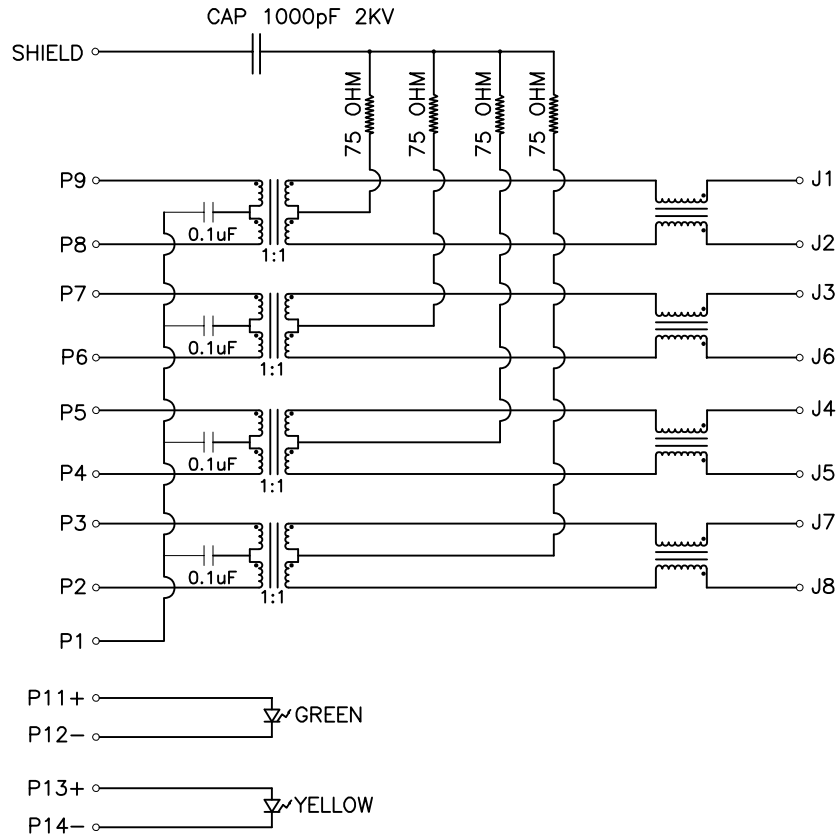 CAP 1000pF 2KV
SHIELD
75 OHM
75 OHM
75 OHM
75 OHM
P9
J1
0.1uF
P8
1:1
J2
P7
J3
0.1uF
P6
1:1
J6
P5
J4
0.1uF
P4
1:1
J5
P3
J7
0.1uF
P2
1:1
J8
P1
P11+
GREEN
P12-
P13+
YELLOW
P14-